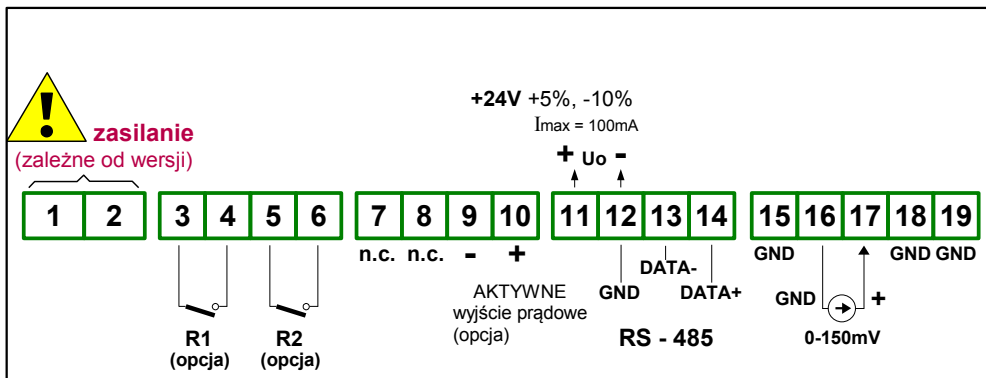 +24V +5%, -10%
Imax = 100mA
!
zasilanie
(zależne od wersji)
+ Uo -
1 2 3 4 5 6 7 8 9 10 11 12 13 14 15 16 17 18 19
n.c. n.c. - +
GND
DATA-
DATA+
GND
GND GND
AKTYWNE
wyjście prądowe
(opcja)
GND
+
R1
(opcja)
R2
(opcja)
RS - 485
0-150mV